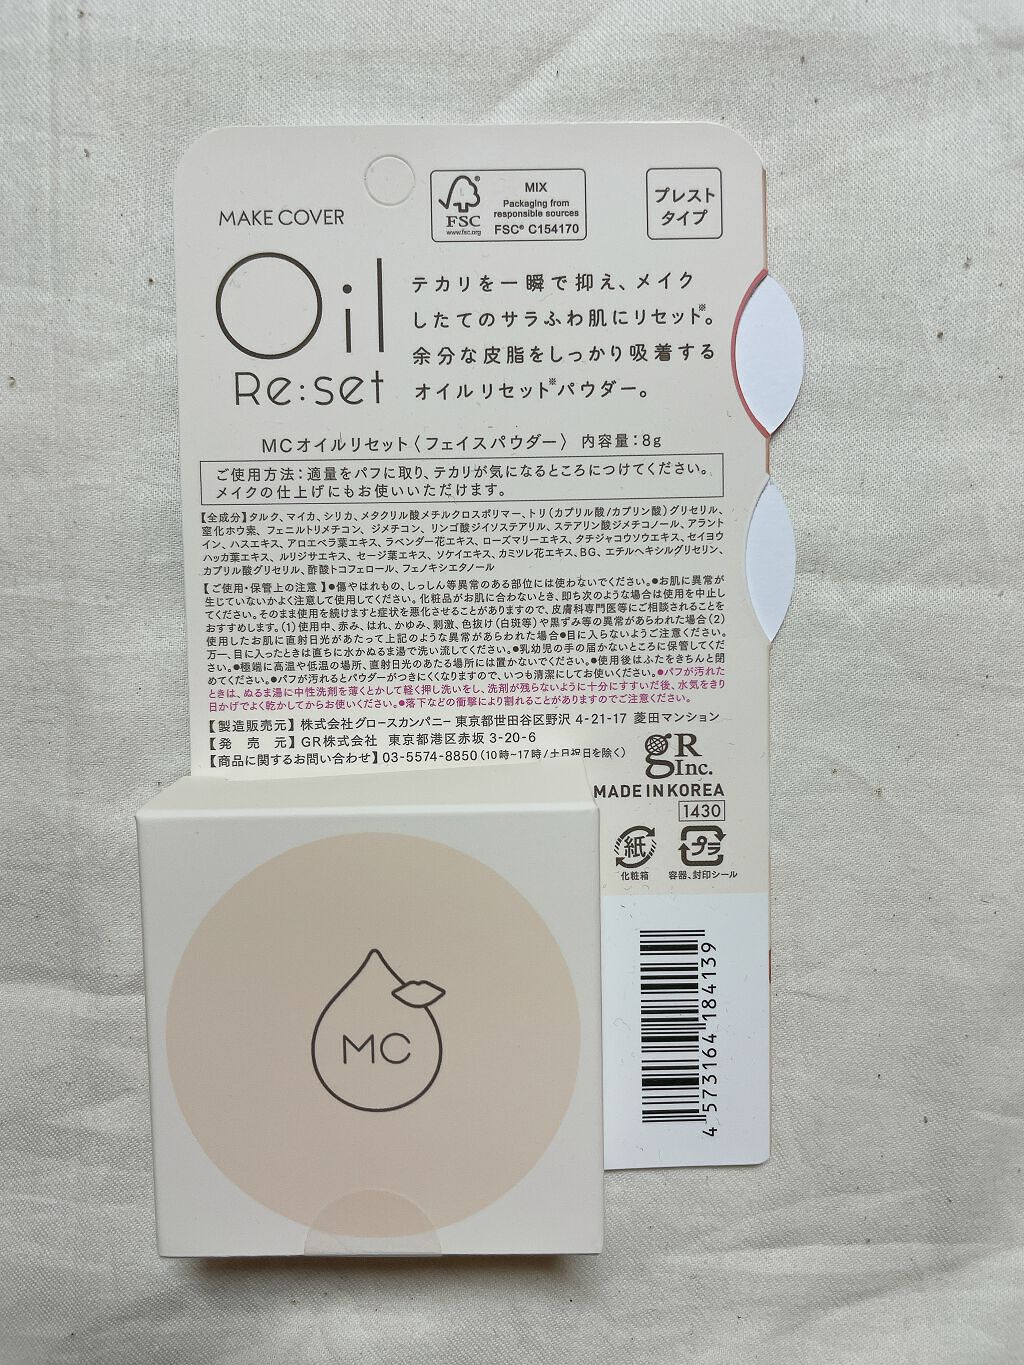 MAKE COVER
Oil
Re:set
FSC
www.fsc.org
MIX
Packaging from
responsible sources
FSC® C154170
プレスト
タイプ
テカリを一瞬で抑え、メイク
したてのサラふわ肌にリセット※。
余分な皮脂をしっかり吸着する
オイルリセット※パウダー。
MCオイルリセット〈フェイスパウダー〉 内容量:8g
ご使用方法:適量をパフに取り、テカリが気になるところにつけてください。
メイクの仕上げにもお使いいただけます。
【全成分】タルク、マイカ、シリカ、メタクリル酸メチルクロスポリマー、トリ(カプリル酸/カプリン酸)グリセリル、
窒化ホウ素、フェニルトリメチコン、ジメチコン、リンゴ酸ジイソステアリル、ステアリン酸ジメチコノール、アラント
イン、ハスエキス、アロエベラ葉エキス、ラベンダー花エキス、ローズマリーエキス、タチジャコウソウエキス、セイヨウ
ハッカ葉エキス、ルリジサエキス、セージ葉エキス、ソケイエキス、カミツレ花エキス、BG、エチルヘキシルグリセリン、
カプリル酸グリセリル、酢酸トコフェロール、フェノキシエタノール
【ご使用・保管上の注意】●傷やはれもの、しっしん等異常のある部位には使わないでください。●お肌に異常が
生じていないかよく注意して使用してください。化粧品がお肌に合わないとき、即ち次のような場合は使用を中止し
てください。そのまま使用を続けますと症状を悪化させることがありますので、皮膚科専門医等にご相談されることを
おすすめします。(1)使用中、赤み、はれ、かゆみ、刺激、色抜け(白斑等)や黒ずみ等の異常があらわれた場合(2)
使用したお肌に直射日光があたって上記のような異常があらわれた場合●目に入らないようご注意ください。
万一、目に入ったときは直ちに水かぬるま湯で洗い流してください。●乳幼児の手の届かないところに保管してくだ
さい。●極端に高温や低温の場所、直射日光のあたる場所には置かないでください。●使用後はふたをきちんと閉
めてください。●パフが汚れるとパウダーがつきにくくなりますので、いつも清潔にしてお使いください。●パフが汚れた
ときは、ぬるま湯に中性洗剤を薄くとかして軽く押し洗いをし、洗剤が残らないように十分にすすいだ後、水気をきり
日かげでよく乾かしてからお使いください。●落下などの衝撃により割れることがありますのでご注意ください。
【製造販売元】株式会社グロースカンパニー 東京都世田谷区野沢 4-21-17 菱田マンション
【発 売 元】GR株式会社 東京都港区赤坂 3-20-6
【商品に関するお問い合わせ】03-5574-8850(10時~17時/土日祝日を除く)
gR
Inc.
MADE IN KOREA
1430
紙
化粧箱
プラ
容器、封印シール
4 573164 184139
MC